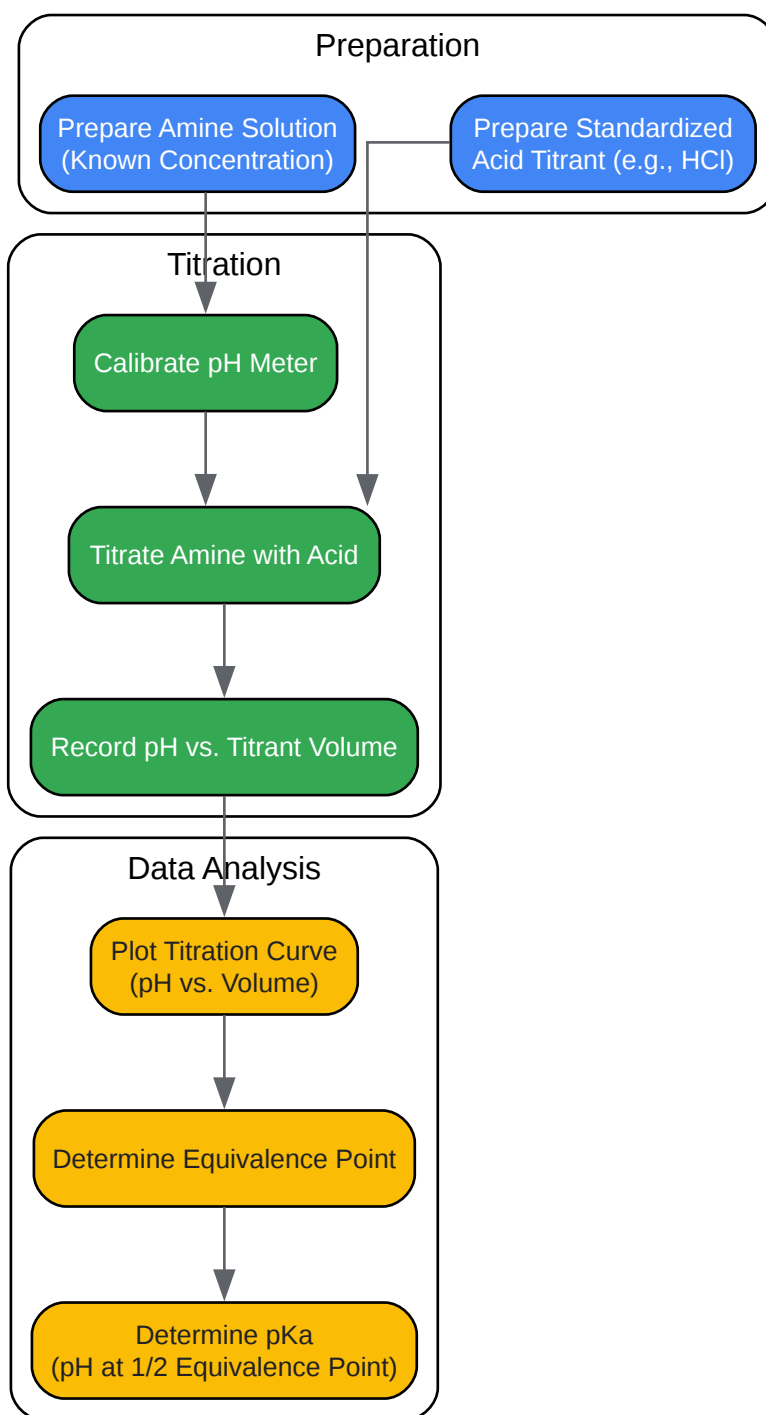 Preparation
Prepare Amine Solution
(Known Concentration)
Prepare Standardized
Acid Titrant (e.g., HCl)
Titration
Calibrate pH Meter
Titrate Amine with Acid
Record pH vs. Titrant Volume
Data Analysis
Plot Titration Curve
(pH vs. Volume)
Determine Equivalence Point
Determine pKa
(pH at 1/2 Equivalence Point)